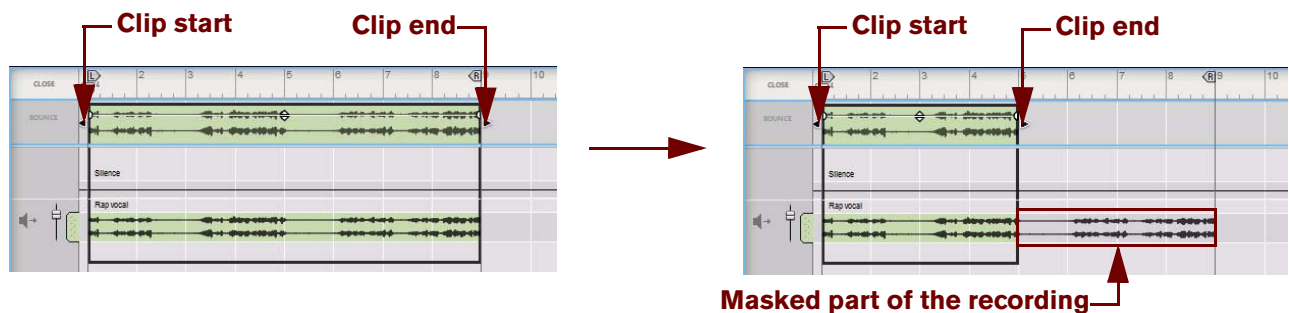 Clip start Clip end
CLOSE L 2 3 4 5 6 7 8 R 9 10
BOUNCE
Silence
Rap vocal
Clip start Clip end
CLOSE L 2 3 4 5 6 7 8 R 9 10
BOUNCE
Silence
Rap vocal
Masked part of the recording